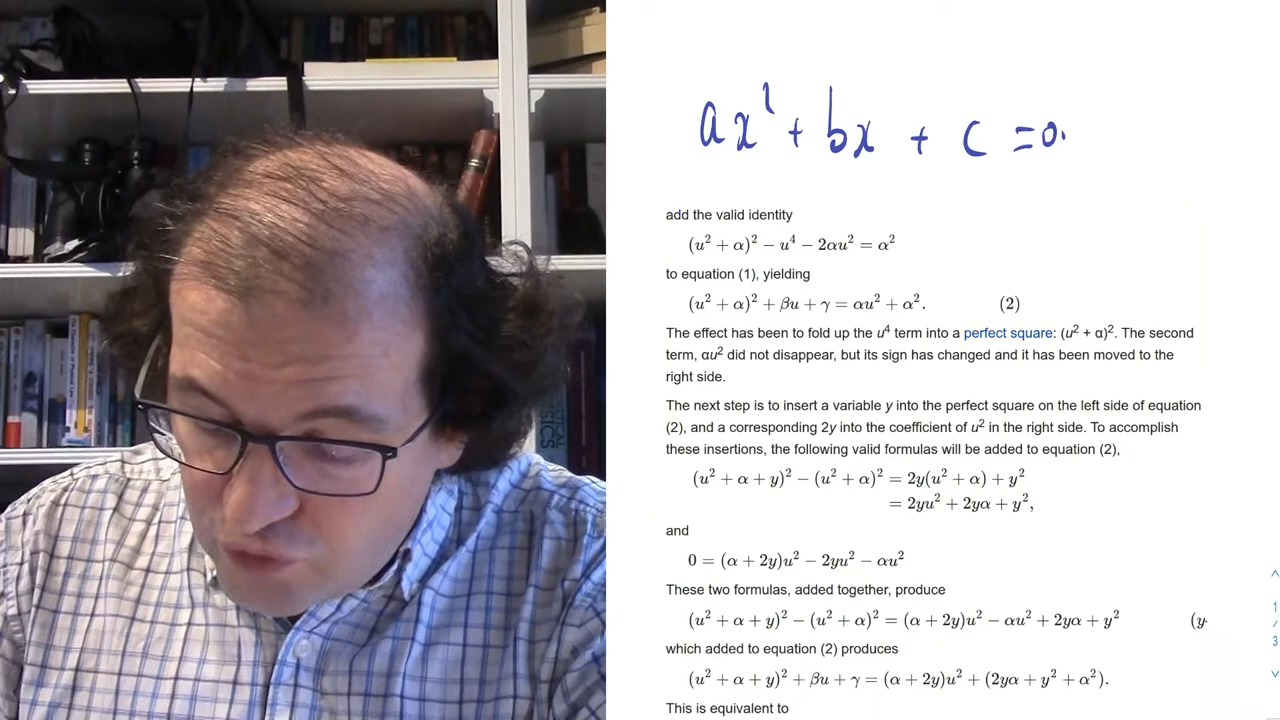 ax² + bx + c = 0.
add the valid identity
(u² + α)² − u⁴ − 2αu² = α²
to equation (1), yielding
(u² + α)² + βu + γ = αu² + α². (2)
The effect has been to fold up the u⁴ term into a perfect square: (u² + α)². The second
term, αu² did not disappear, but its sign has changed and it has been moved to the
right side.
The next step is to insert a variable y into the perfect square on the left side of equation
(2), and a corresponding 2y into the coefficient of u² in the right side. To accomplish
these insertions, the following valid formulas will be added to equation (2),
(u² + α + y)² − (u² + α)² = 2y(u² + α) + y²
= 2yu² + 2yα + y²,
and
0 = (α + 2y)u² − 2yu² − αu²
These two formulas, added together, produce
(u² + α + y)² − (u² + α)² = (α + 2y)u² − αu² + 2yα + y² (y-
which added to equation (2) produces
(u² + α + y)² + βu + γ = (α + 2y)u² + (2yα + y² + α²).
This is equivalent to
1
/
3